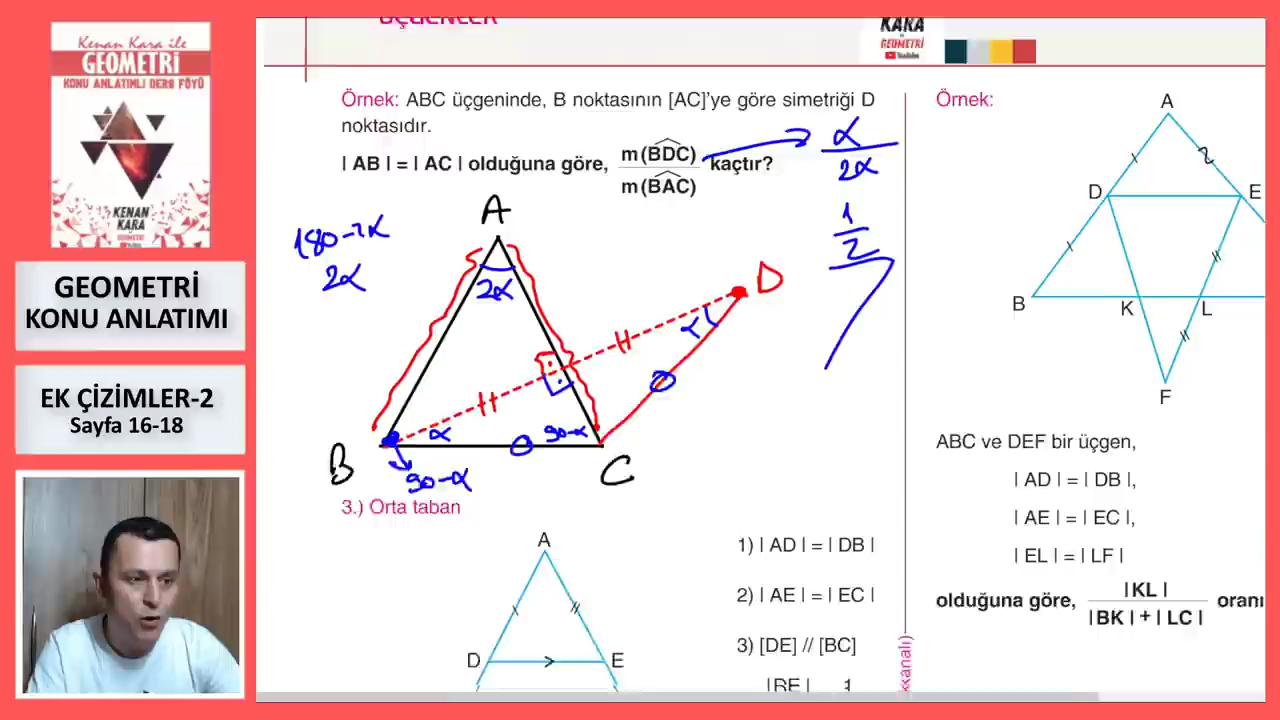 Kenan Kara ile
GEOMETRİ
KONU ANLATIMLI DERS FÖYÜ
KENAN
KARA
GEOMETRİ
KONU ANLATIMI
EK ÇİZİMLER-2
Sayfa 16-18
ÜÇGENLER
KARA
GEOMETRİ
YouTube
Örnek: ABC üçgeninde, B noktasının [AC]'ye göre simetriği D
noktasıdır.
| AB | = | AC | olduğuna göre, m(BDC) / m(BAC) kaçtır?
α
2α
1
2
180-2α
2α
A
2α
D
α
B
α
90-α
90-α
C
3.) Orta taban
A
D
E
1) | AD | = | DB |
2) | AE | = | EC |
3) [DE] // [BC]
Örnek:
A
D
E
B
K
L
F
ABC ve DEF bir üçgen,
| AD | = | DB |,
| AE | = | EC |,
| EL | = | LF |
olduğuna göre, |KL| / |BK| + |LC| oranı